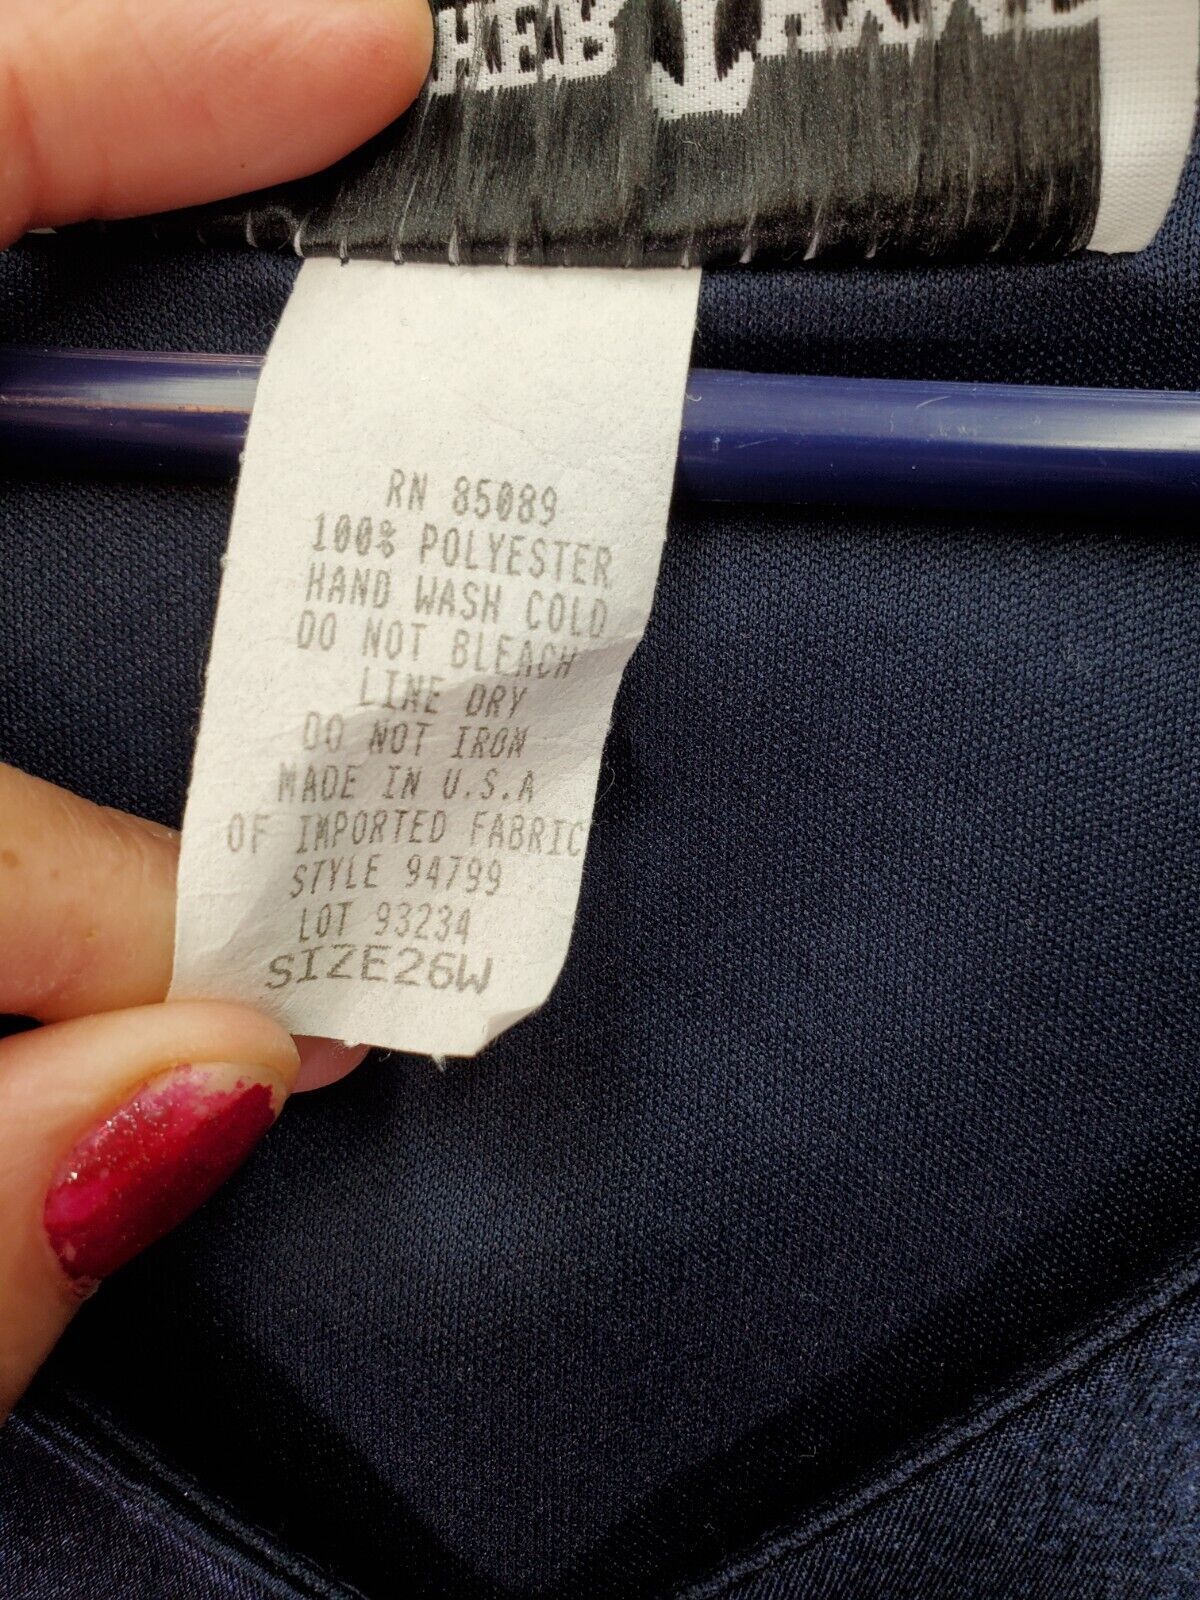 HER
RN 85089
100% POLYESTER
HAND WASH COLD
DO NOT BLEACH
LINE DRY
DO NOT IRON
MADE IN U.S.A
OF IMPORTED FABRIC
STYLE 94799
LOT 93234
SIZE26W